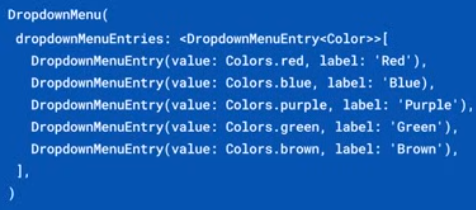 DropdownMenu(
dropdownMenuEntries: <DropdownMenuEntry<Color>>[
DropdownMenuEntry(value: Colors.red, label: 'Red'),
DropdownMenuEntry(value: Colors.blue, label: 'Blue),
DropdownMenuEntry(value: Colors.purple, label: 'Purple'),
DropdownMenuEntry(value: Colors.green, label: 'Green'),
DropdownMenuEntry(value: Colors.brown, label: 'Brown'),
],
)